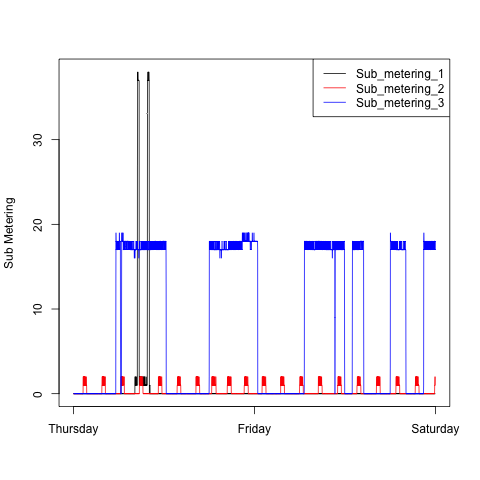 Sub_metering_1
Sub_metering_2
Sub_metering_3
Sub Metering
30
20
10
0
Thursday Friday Saturday